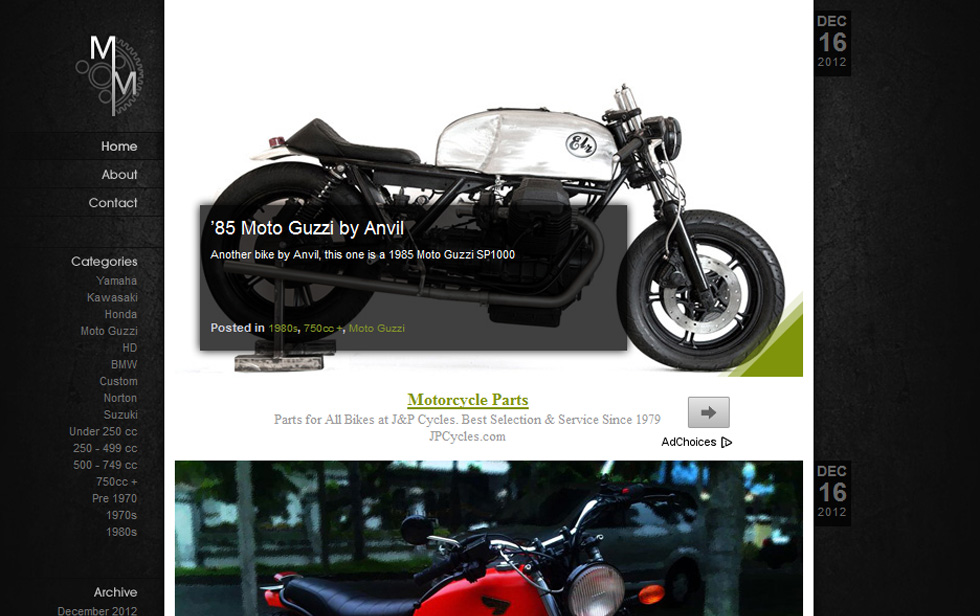 M
M
Home
About
Contact
Categories
Yamaha
Kawasaki
Honda
Moto Guzzi
HD
BMW
Custom
Norton
Suzuki
Under 250 cc
250 - 499 cc
500 - 749 cc
750cc +
Pre 1970
1970s
1980s
Archive
December 2012
Elr
'85 Moto Guzzi by Anvil
Another bike by Anvil, this one is a 1985 Moto Guzzi SP1000
Posted in 1980s, 750cc +, Moto Guzzi
DEC
16
2012
Motorcycle Parts
Parts for All Bikes at J&P Cycles. Best Selection & Service Since 1979
JPCycles.com
AdChoices
DEC
16
2012